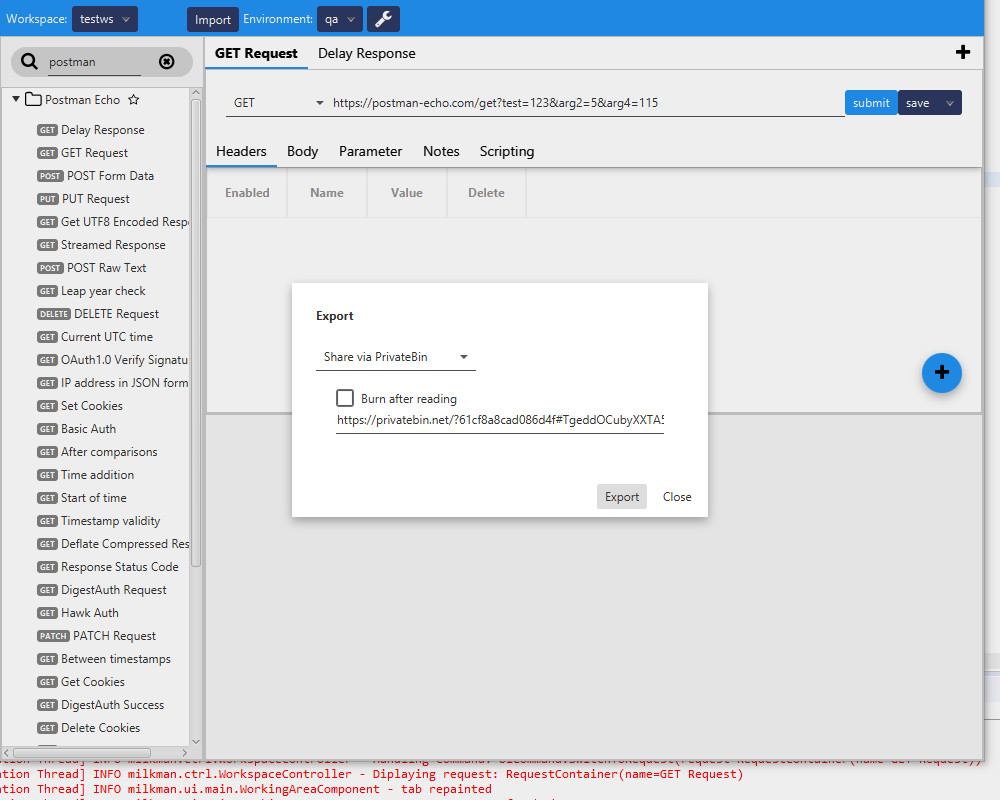 Workspace: testws Import Environment: qa
postman
GET Request Delay Response
Postman Echo
GET Delay Response
GET GET Request
POST POST Form Data
PUT PUT Request
GET Get UTF8 Encoded Resp
GET Streamed Response
POST POST Raw Text
GET Leap year check
DELETE DELETE Request
GET Current UTC time
GET OAuth1.0 Verify Signatu
GET IP address in JSON form
GET Set Cookies
GET Basic Auth
GET After comparisons
GET Time addition
GET Start of time
GET Timestamp validity
GET Deflate Compressed Res
GET Response Status Code
GET DigestAuth Request
GET Hawk Auth
PATCH PATCH Request
GET Between timestamps
GET Get Cookies
GET DigestAuth Success
GET Delete Cookies
GET https://postman-echo.com/get?test=123&arg2=5&arg4=115 submit save
Headers Body Parameter Notes Scripting
Enabled Name Value Delete
Export
Share via PrivateBin
Burn after reading
https://privatebin.net/?61cf8a8cad086d4f#TgeddOCubyXXTA5
Export Close
ation Thread] INFO milkman.ctrl.WorkspaceController - Diplaying request: RequestContainer(name=GET Request)
ation Thread] INFO milkman.ui.main.WorkingAreaComponent - tab repainted